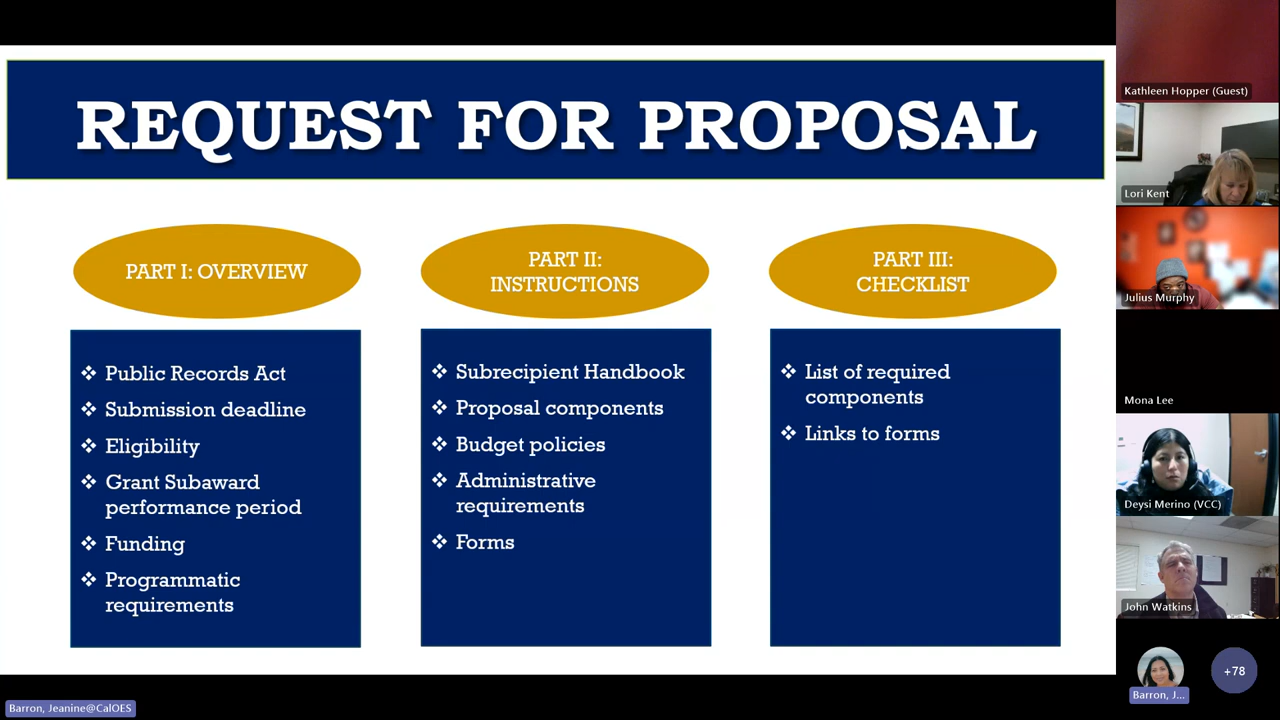 REQUEST FOR PROPOSAL
PART I: OVERVIEW
❖ Public Records Act
❖ Submission deadline
❖ Eligibility
❖ Grant Subaward
performance period
❖ Funding
❖ Programmatic
requirements
PART II:
INSTRUCTIONS
❖ Subrecipient Handbook
❖ Proposal components
❖ Budget policies
❖ Administrative
requirements
❖ Forms
PART III:
CHECKLIST
❖ List of required
components
❖ Links to forms
Kathleen Hopper (Guest)
Lori Kent
Julius Murphy
Mona Lee
Deysi Merino (VCC)
John Watkins
Barron, J...
+78
Barron, Jeanine@CalOES